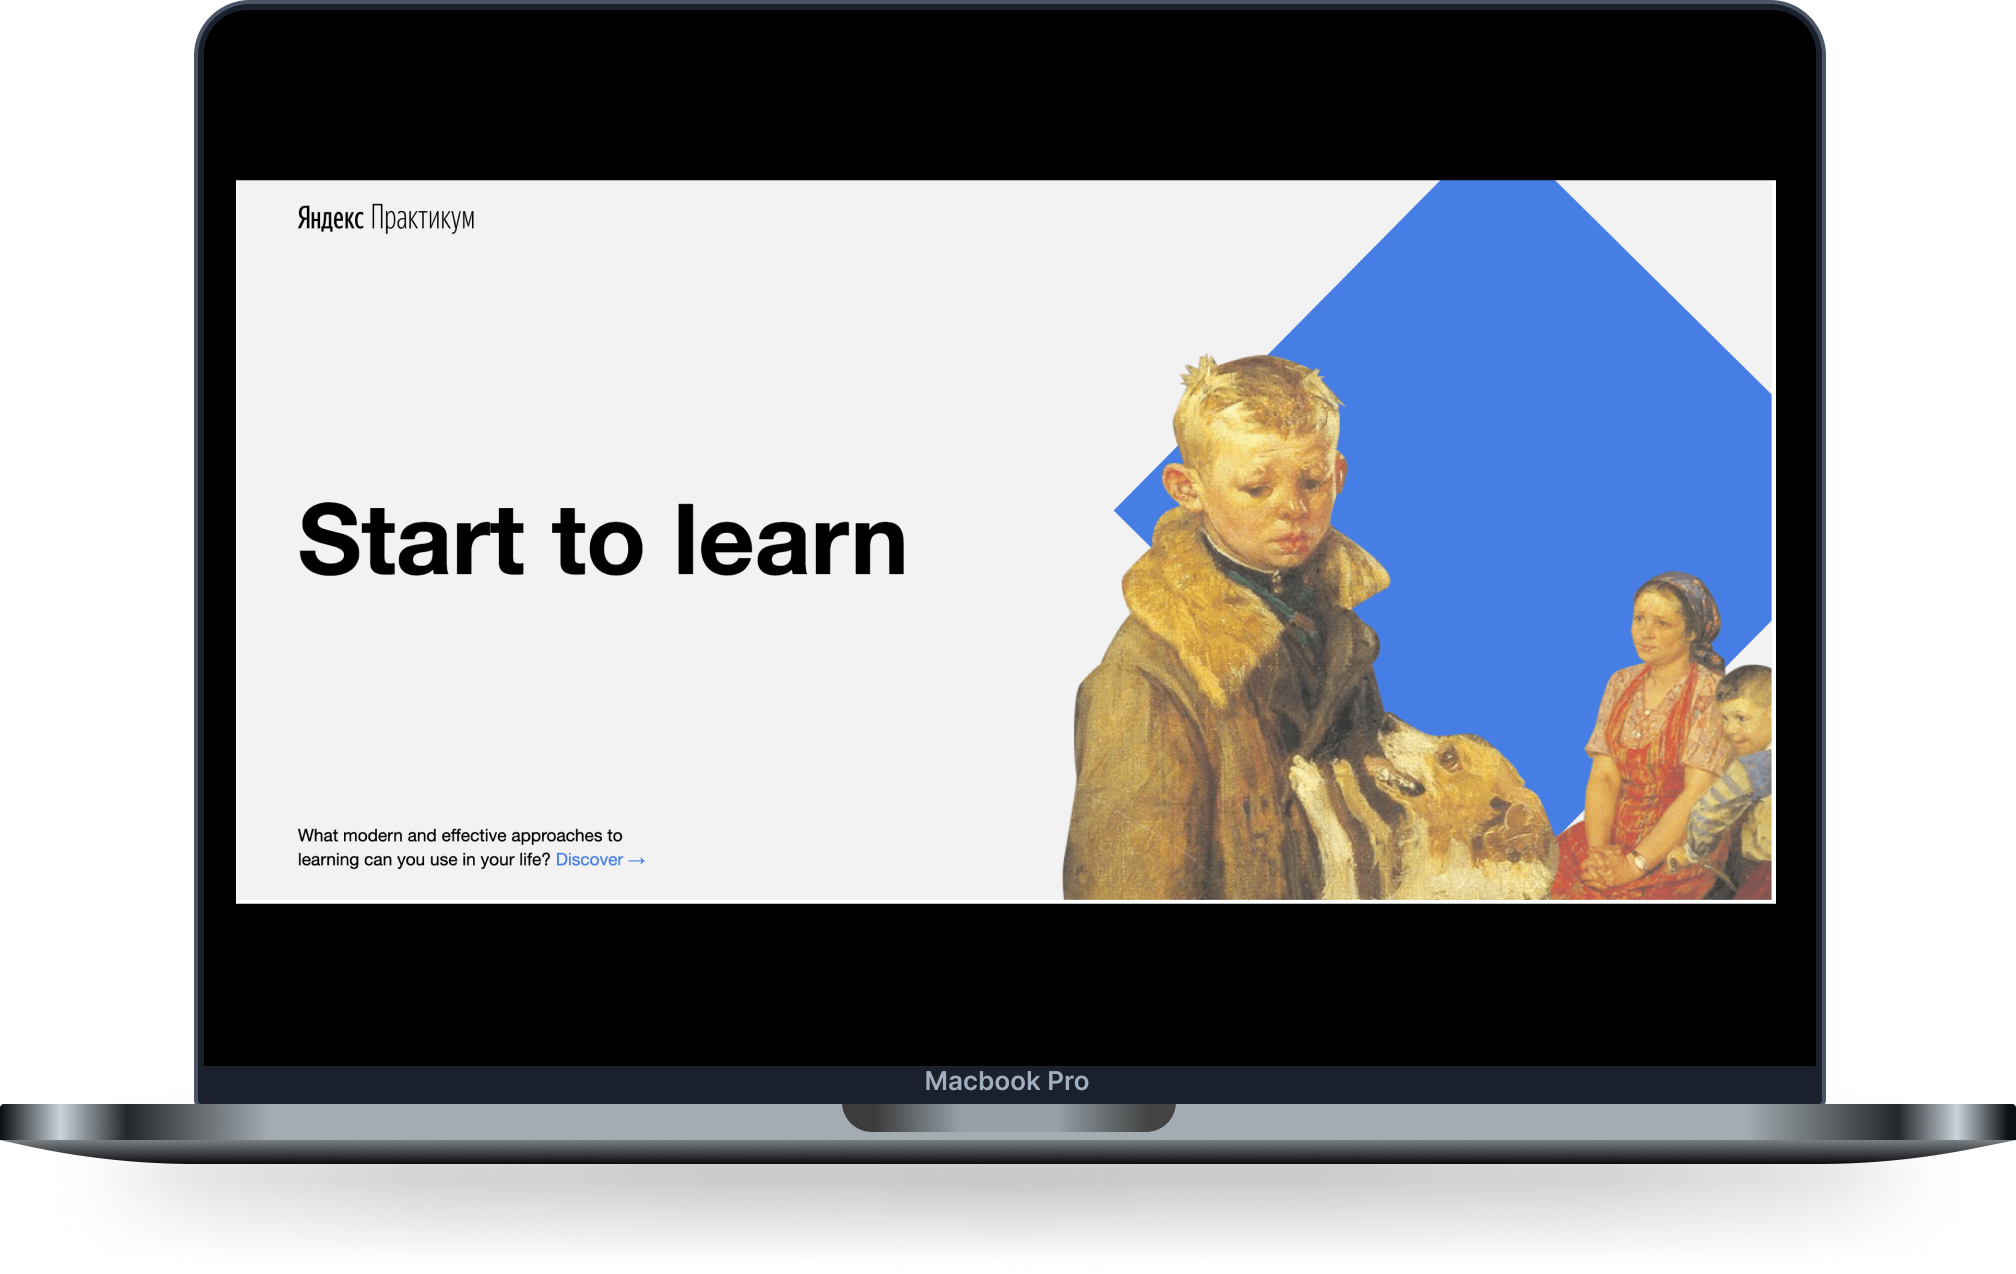 Яндекс Практикум
Start to learn
What modern and effective approaches to
learning can you use in your life? Discover →
Macbook Pro